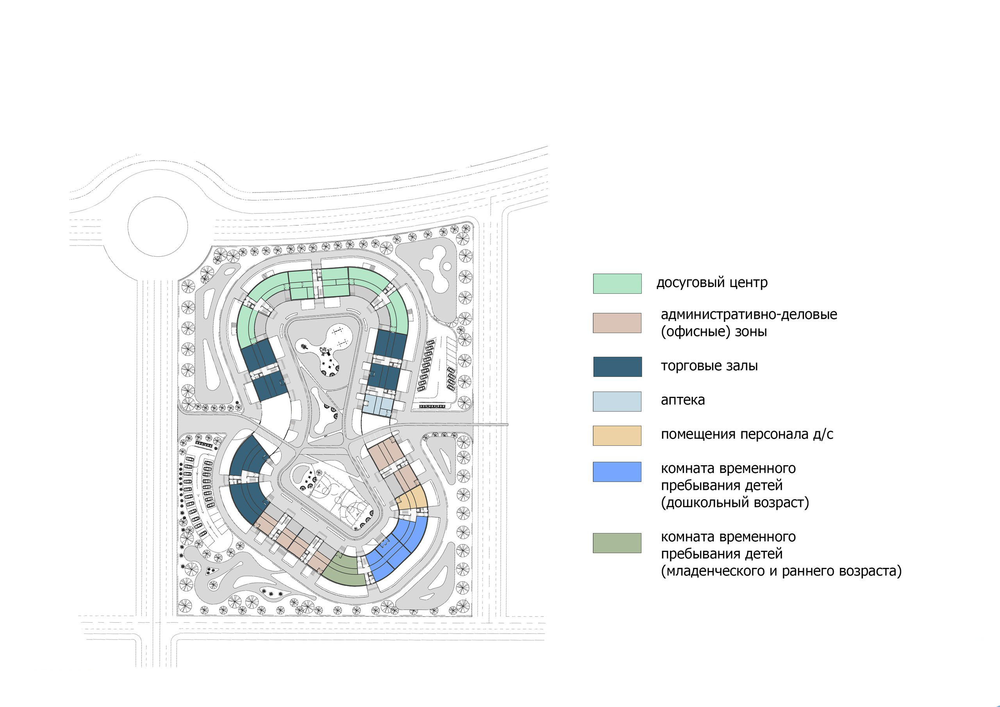 досуговый центр
административно-деловые
(офисные) зоны
торговые залы
аптека
помещения персонала д/с
комната временного
пребывания детей
(дошкольный возраст)
комната временного
пребывания детей
(младенческого и раннего возраста)